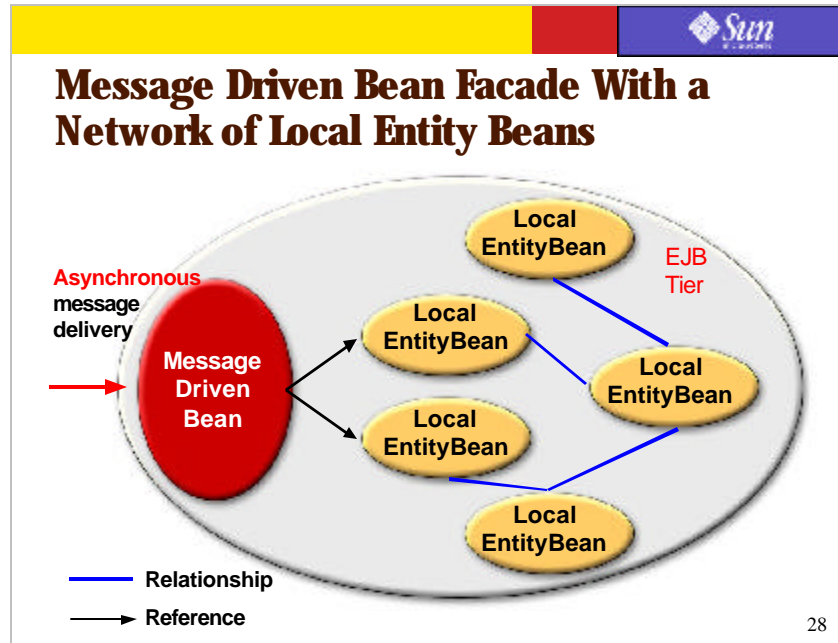 Sun
Message Driven Bean Facade With a
Network of Local Entity Beans
Local
EntityBean
EJB
Tier
Asynchronous
message
delivery
Local
EntityBean
Message
Driven
Bean
Local
EntityBean
Local
EntityBean
Local
EntityBean
Relationship
Reference
28